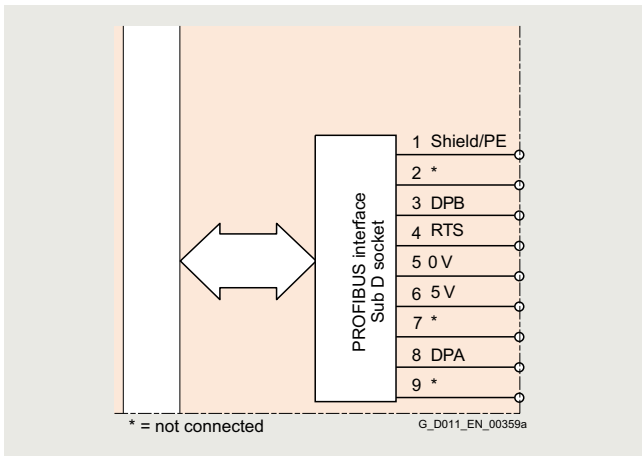 1 Shield/PE
2 *
3 DPB
4 RTS
5 0 V
6 5 V
7 *
8 DPA
9 *
PROFIBUS interface
Sub D socket
* = not connected
G_D011_EN_00359a